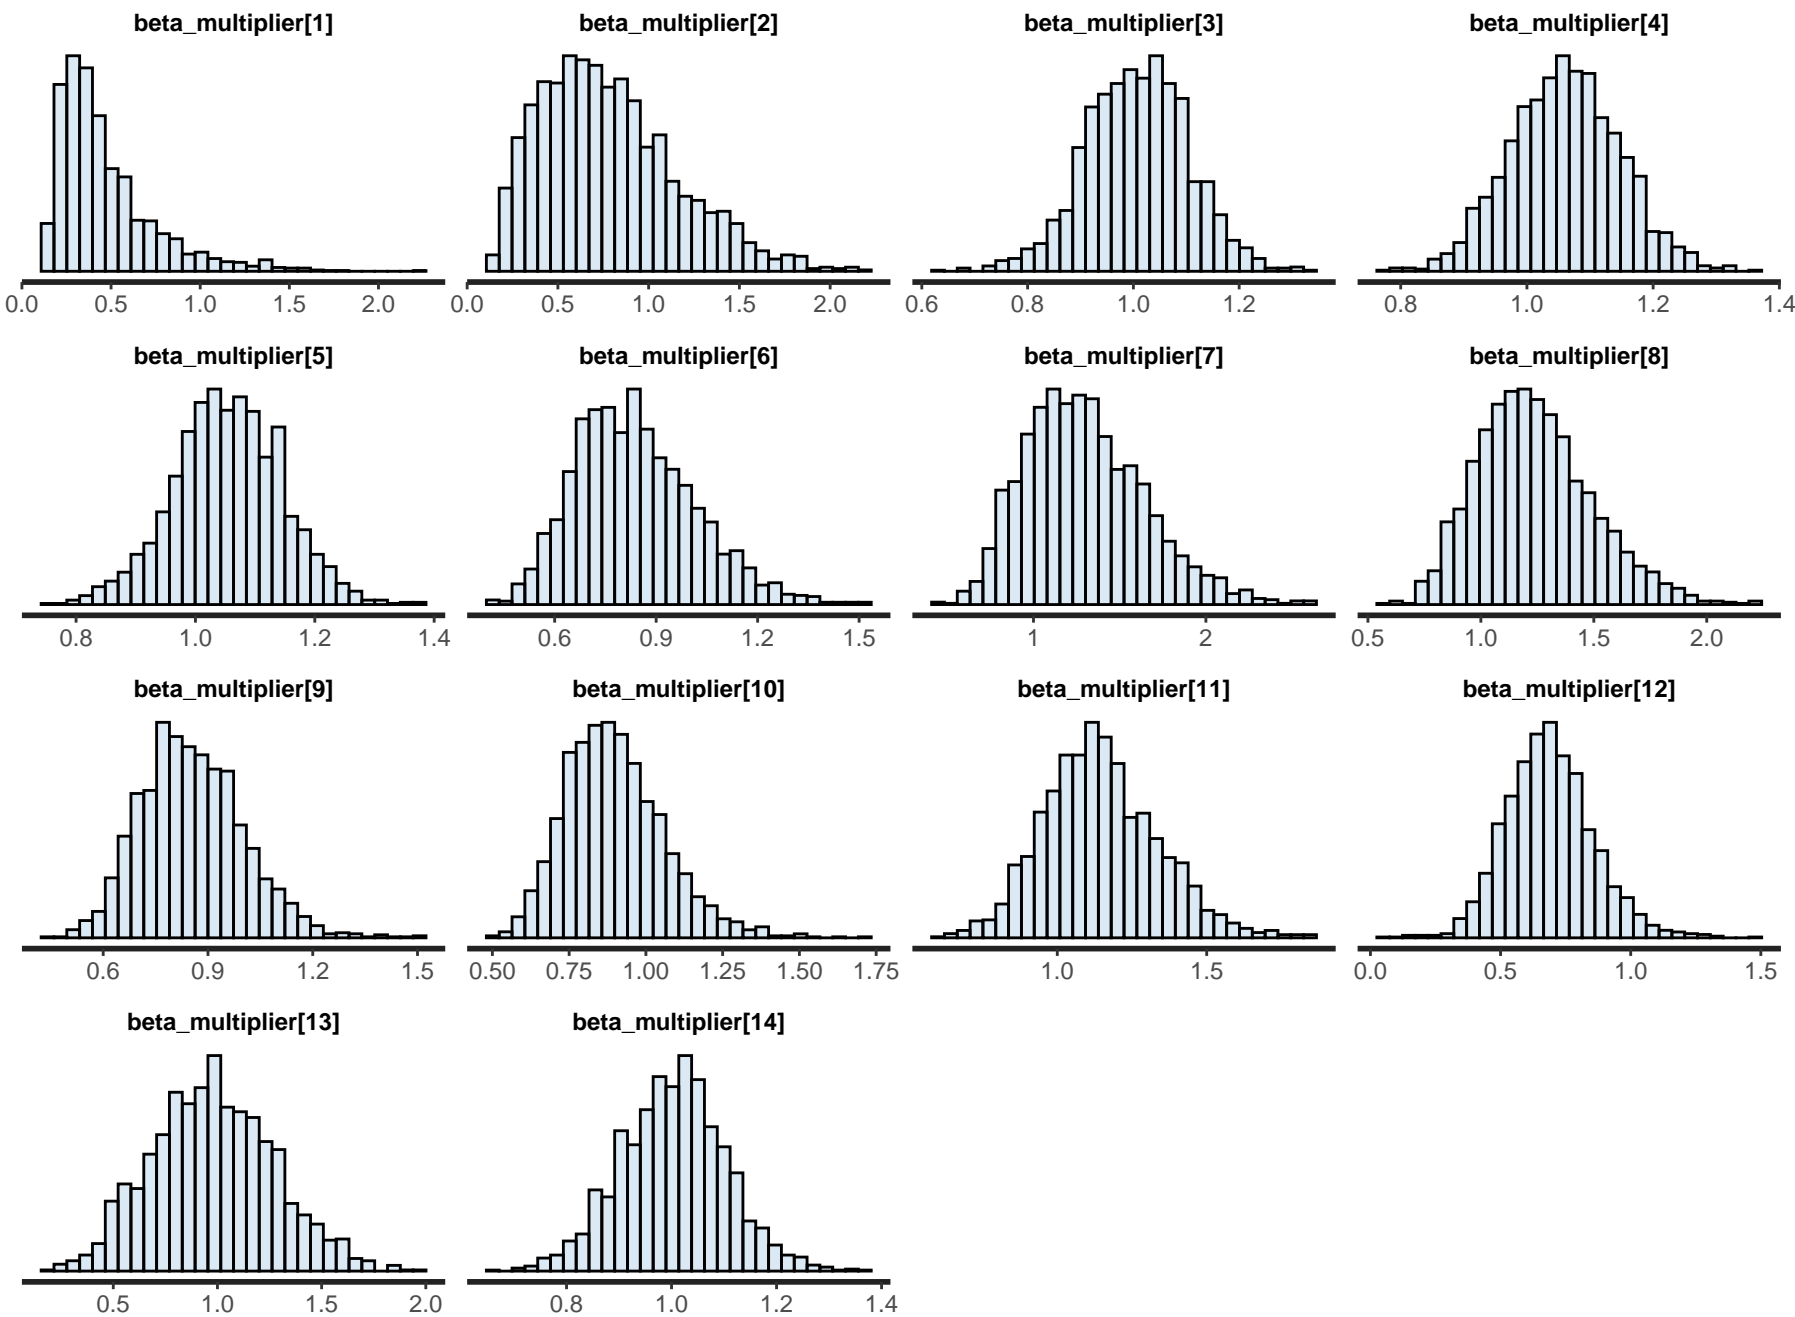 beta_multiplier[1] beta_multiplier[2] beta_multiplier[3] beta_multiplier[4]
0.0 0.5 1.0 1.5 2.0 0.0 0.5 1.0 1.5 2.0 0.6 0.8 1.0 1.2 0.8 1.0 1.2 1.4
beta_multiplier[5] beta_multiplier[6] beta_multiplier[7] beta_multiplier[8]
0.8 1.0 1.2 1.4 0.6 0.9 1.2 1.5 1 2 0.5 1.0 1.5 2.0
beta_multiplier[9] beta_multiplier[10] beta_multiplier[11] beta_multiplier[12]
0.6 0.9 1.2 1.5 0.50 0.75 1.00 1.25 1.50 1.75 1.0 1.5 0.0 0.5 1.0 1.5
beta_multiplier[13] beta_multiplier[14]
0.5 1.0 1.5 2.0 0.8 1.0 1.2 1.4